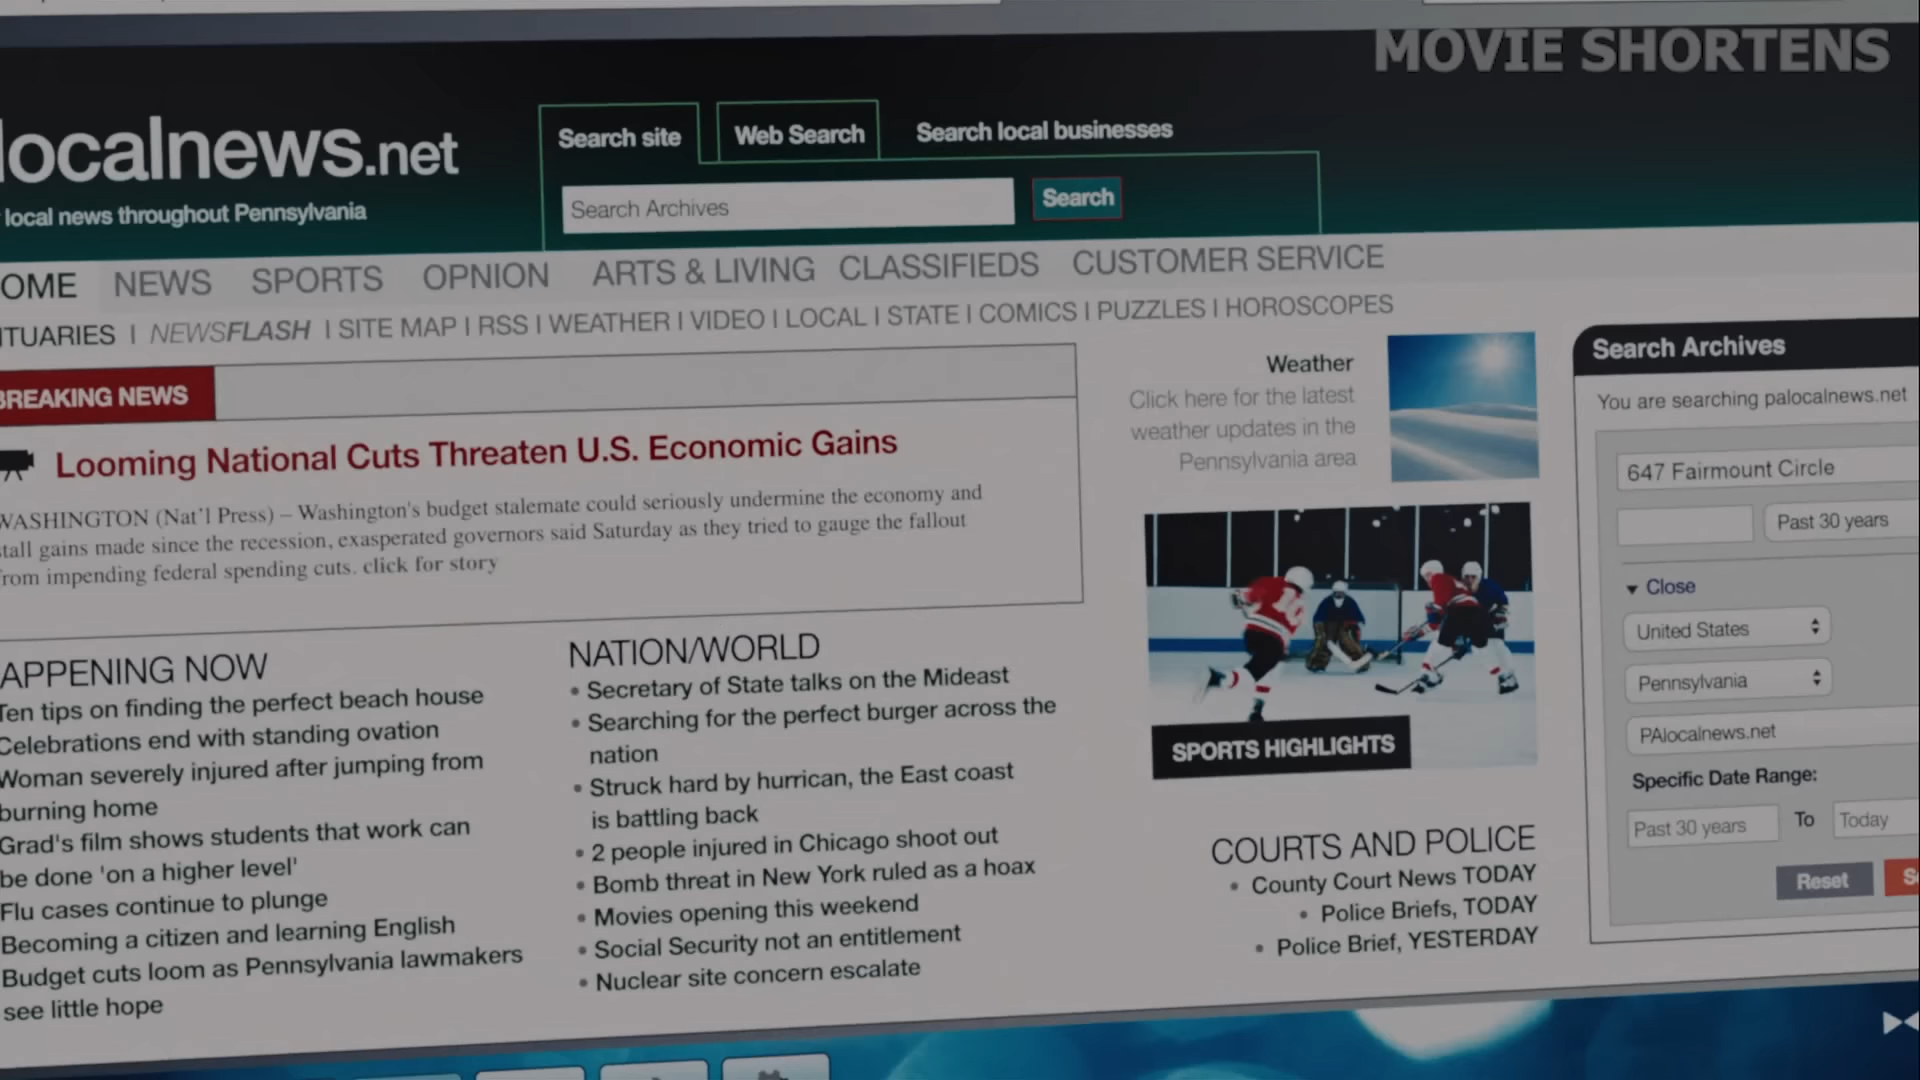 MOVIE SHORTENS
localnews.net
local news throughout Pennsylvania
Search site
Web Search
Search local businesses
Search Archives
Search
OME NEWS SPORTS OPNION ARTS & LIVING CLASSIFIEDS CUSTOMER SERVICE
TUARIES | NEWSFLASH | SITE MAP | RSS | WEATHER | VIDEO | LOCAL | STATE | COMICS | PUZZLES | HOROSCOPES
BREAKING NEWS
Looming National Cuts Threaten U.S. Economic Gains
WASHINGTON (Nat'l Press) – Washington's budget stalemate could seriously undermine the economy and
stall gains made since the recession, exasperated governors said Saturday as they tried to gauge the fallout
from impending federal spending cuts. click for story
APPENING NOW
Ten tips on finding the perfect beach house
Celebrations end with standing ovation
Woman severely injured after jumping from
burning home
Grad's film shows students that work can
be done 'on a higher level'
Flu cases continue to plunge
Becoming a citizen and learning English
Budget cuts loom as Pennsylvania lawmakers
see little hope
NATION/WORLD
• Secretary of State talks on the Mideast
• Searching for the perfect burger across the
nation
• Struck hard by hurrican, the East coast
is battling back
• 2 people injured in Chicago shoot out
• Bomb threat in New York ruled as a hoax
• Movies opening this weekend
• Social Security not an entitlement
• Nuclear site concern escalate
Weather
Click here for the latest
weather updates in the
Pennsylvania area
SPORTS HIGHLIGHTS
COURTS AND POLICE
• County Court News TODAY
• Police Briefs, TODAY
• Police Brief, YESTERDAY
Search Archives
You are searching palocalnews.net
647 Fairmount Circle
Past 30 years
Close
United States
Pennsylvania
PAlocalnews.net
Specific Date Range:
Past 30 years To Today
Reset